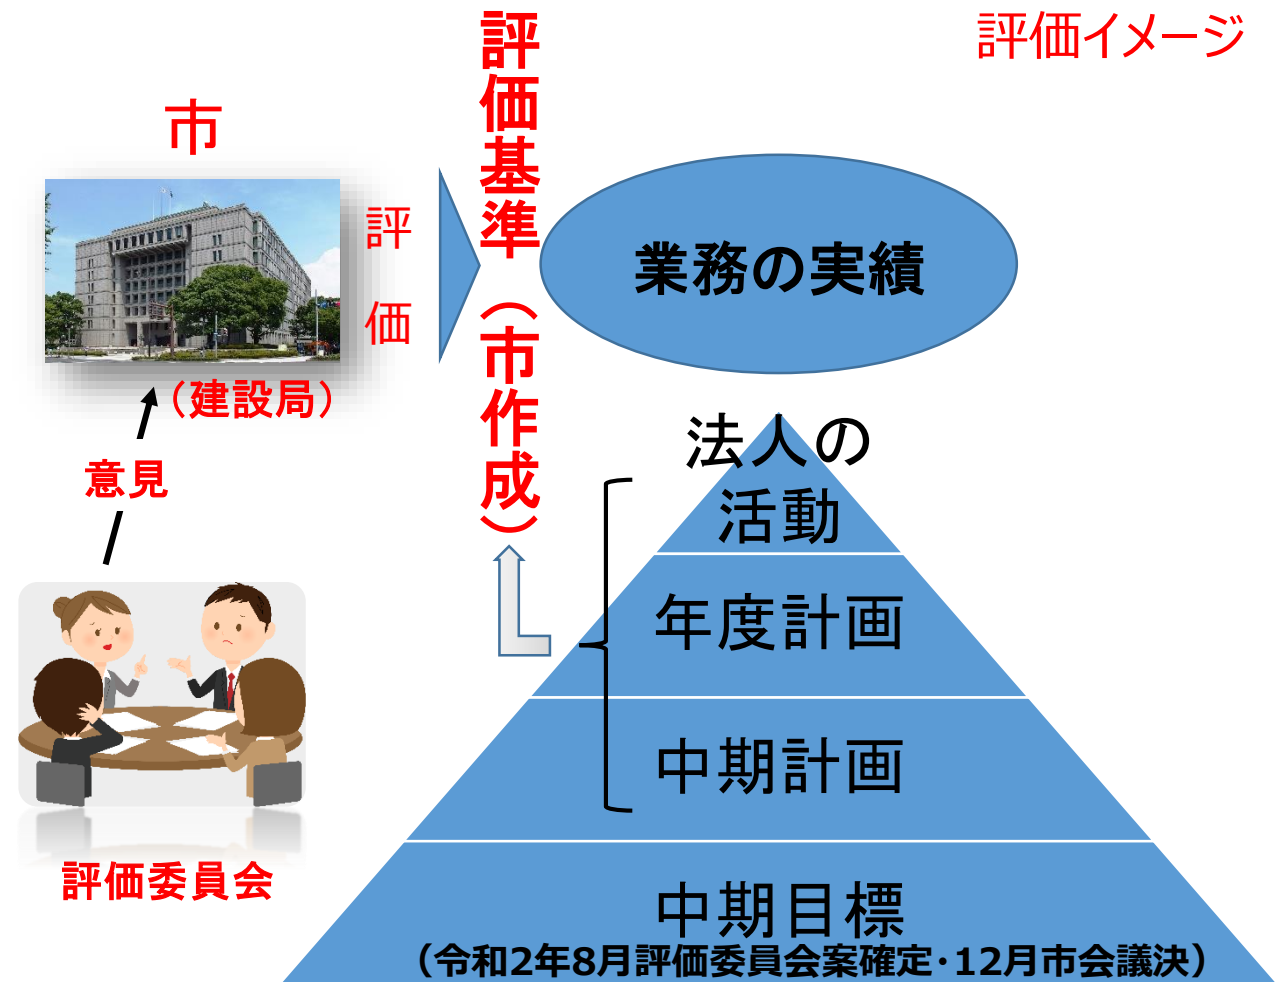 評価イメージ
市
評価
(建設局)
意見
評価委員会
評価基準(市作成)
業務の実績
法人の
活動
年度計画
中期計画
中期目標
(令和2年8月評価委員会案確定・12月市会議決)